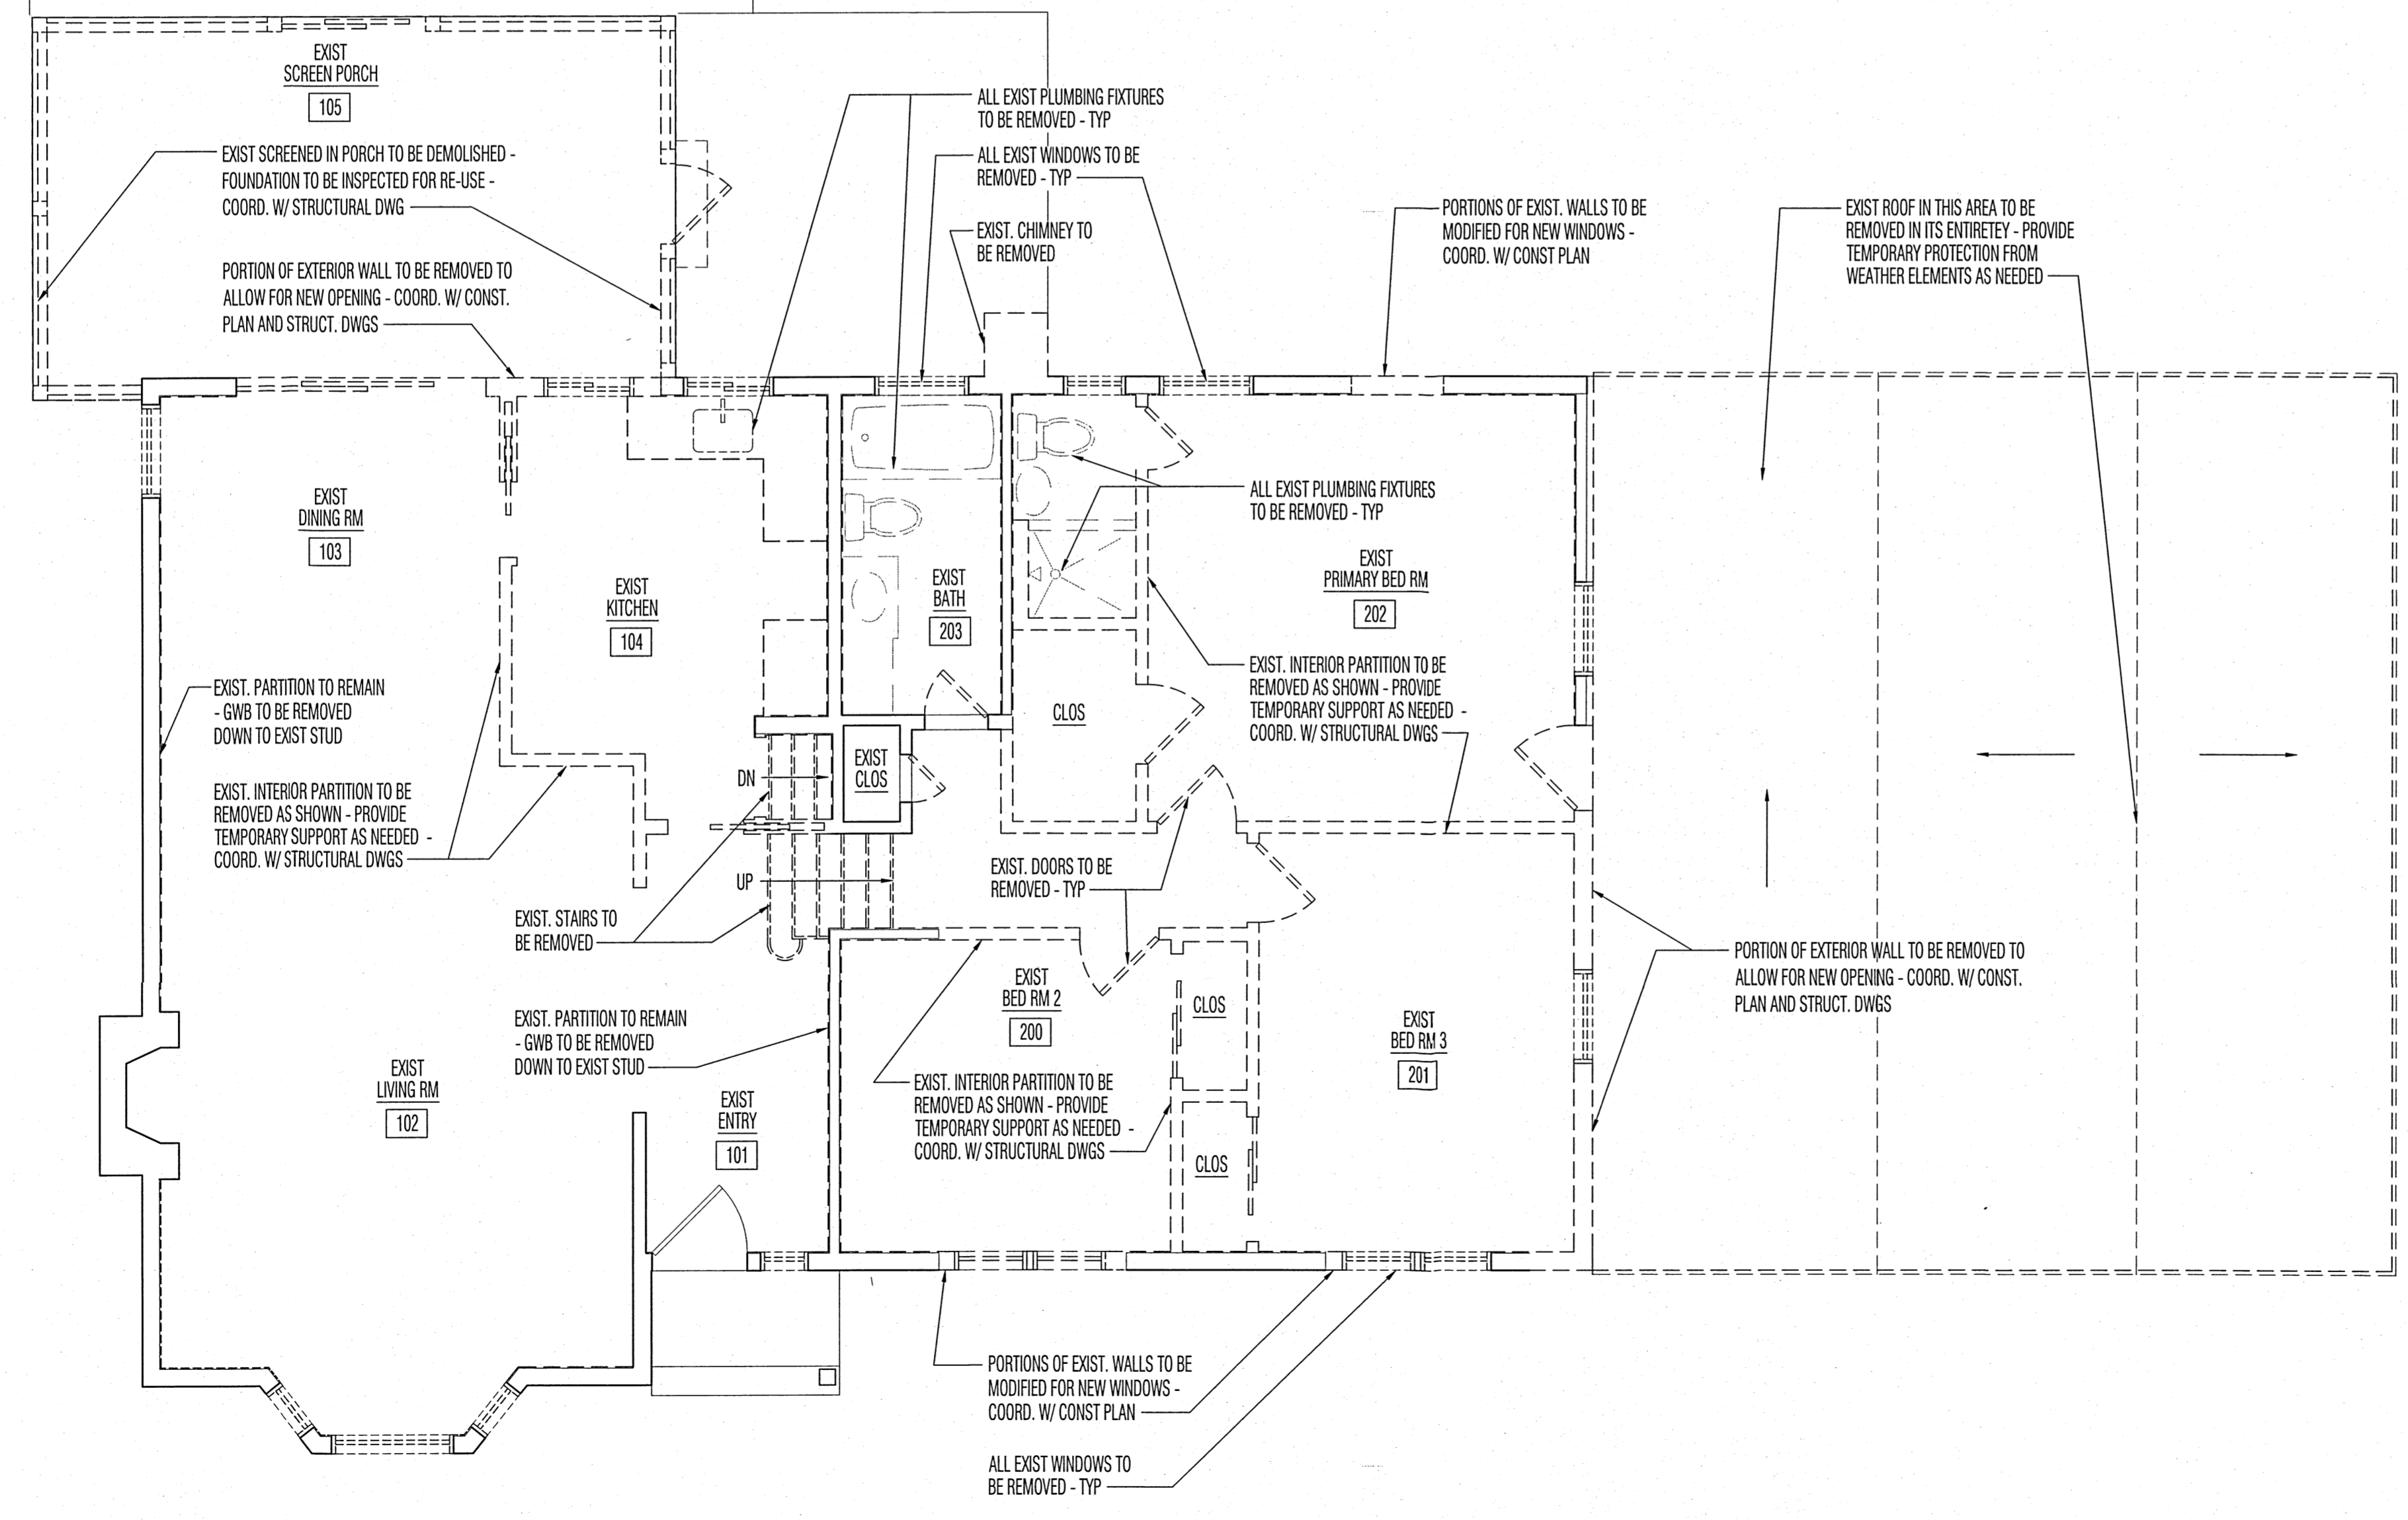 EXIST
SCREEN PORCH
105
EXIST SCREENED IN PORCH TO BE DEMOLISHED -
FOUNDATION TO BE INSPECTED FOR RE-USE -
COORD. W/ STRUCTURAL DWG
PORTION OF EXTERIOR WALL TO BE REMOVED TO
ALLOW FOR NEW OPENING - COORD. W/ CONST.
PLAN AND STRUCT. DWGS
ALL EXIST PLUMBING FIXTURES
TO BE REMOVED - TYP
ALL EXIST WINDOWS TO BE
REMOVED - TYP
EXIST. CHIMNEY TO
BE REMOVED
PORTIONS OF EXIST. WALLS TO BE
MODIFIED FOR NEW WINDOWS -
COORD. W/ CONST PLAN
EXIST ROOF IN THIS AREA TO BE
REMOVED IN ITS ENTIRETEY - PROVIDE
TEMPORARY PROTECTION FROM
WEATHER ELEMENTS AS NEEDED
EXIST
DINING RM
103
EXIST
KITCHEN
104
EXIST
BATH
203
ALL EXIST PLUMBING FIXTURES
TO BE REMOVED - TYP
EXIST
PRIMARY BED RM
202
EXIST. PARTITION TO REMAIN
- GWB TO BE REMOVED
DOWN TO EXIST STUD
EXIST. INTERIOR PARTITION TO BE
REMOVED AS SHOWN - PROVIDE
TEMPORARY SUPPORT AS NEEDED -
COORD. W/ STRUCTURAL DWGS
CLOS
EXIST. INTERIOR PARTITION TO BE
REMOVED AS SHOWN - PROVIDE
TEMPORARY SUPPORT AS NEEDED -
COORD. W/ STRUCTURAL DWGS
DN
EXIST
CLOS
UP
EXIST. DOORS TO BE
REMOVED - TYP
EXIST. STAIRS TO
BE REMOVED
PORTION OF EXTERIOR WALL TO BE REMOVED TO
ALLOW FOR NEW OPENING - COORD. W/ CONST.
PLAN AND STRUCT. DWGS
EXIST. PARTITION TO REMAIN
- GWB TO BE REMOVED
DOWN TO EXIST STUD
EXIST
BED RM 2
200
CLOS
EXIST
BED RM 3
201
EXIST
LIVING RM
102
EXIST
ENTRY
101
EXIST. INTERIOR PARTITION TO BE
REMOVED AS SHOWN - PROVIDE
TEMPORARY SUPPORT AS NEEDED -
COORD. W/ STRUCTURAL DWGS
CLOS
PORTIONS OF EXIST. WALLS TO BE
MODIFIED FOR NEW WINDOWS -
COORD. W/ CONST PLAN
ALL EXIST WINDOWS TO
BE REMOVED - TYP